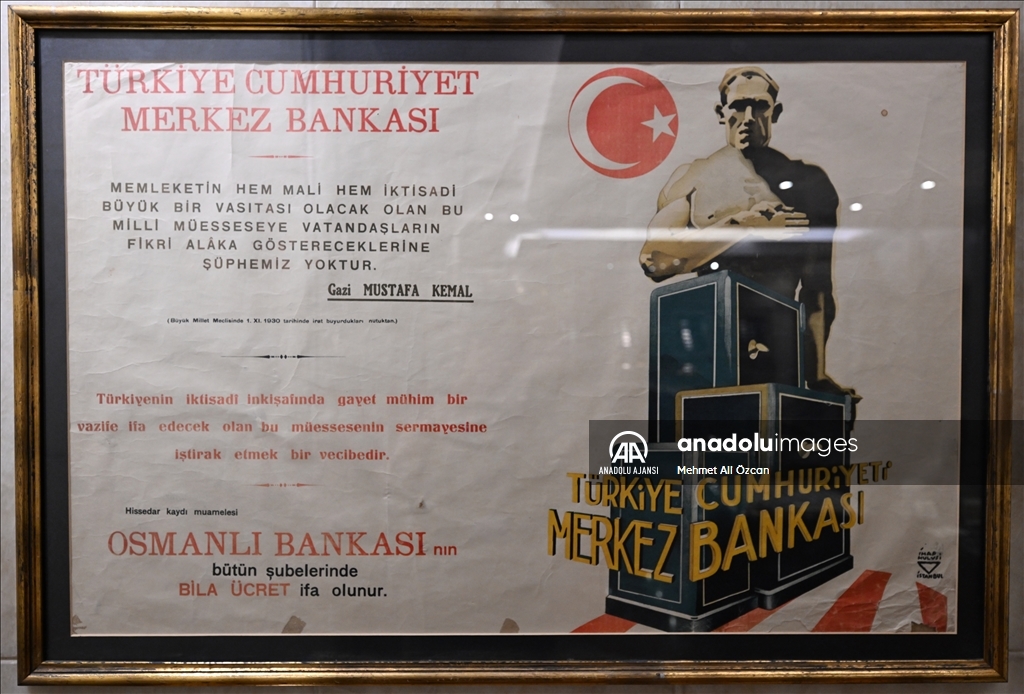 TÜRKİYE CUMHURİYET
MERKEZ BANKASI
MEMLEKETİN HEM MALİ HEM İKTİSADİ
BÜYÜK BİR VASITASI OLACAK OLAN BU
MİLLİ MÜESSESEYE VATANDAŞLARIN
FİKRİ ALÂKA GÖSTERECEKLERİNE
ŞÜPHEMİZ YOKTUR.
Gazi MUSTAFA KEMAL
(Büyük Millet Meclisinde 1. XI. 1930 tarihinde irat buyurdukları nutuktan.)
Türkiyenin iktisadî inkişafında gayet mühim bir
vazife ifa edecek olan bu müessesenin sermayesine
iştirak etmek bir vecibedir.
Hissedar kaydı muamelesi
OSMANLI BANKASI nın
bütün şubelerinde
BİLA ÜCRET ifa olunur.
TÜRKİYE CUMHURİYET
MERKEZ BANKASI
İSTANBUL
AA
ANADOLU AJANSI
anadoluimages
Mehmet Ali Özcan